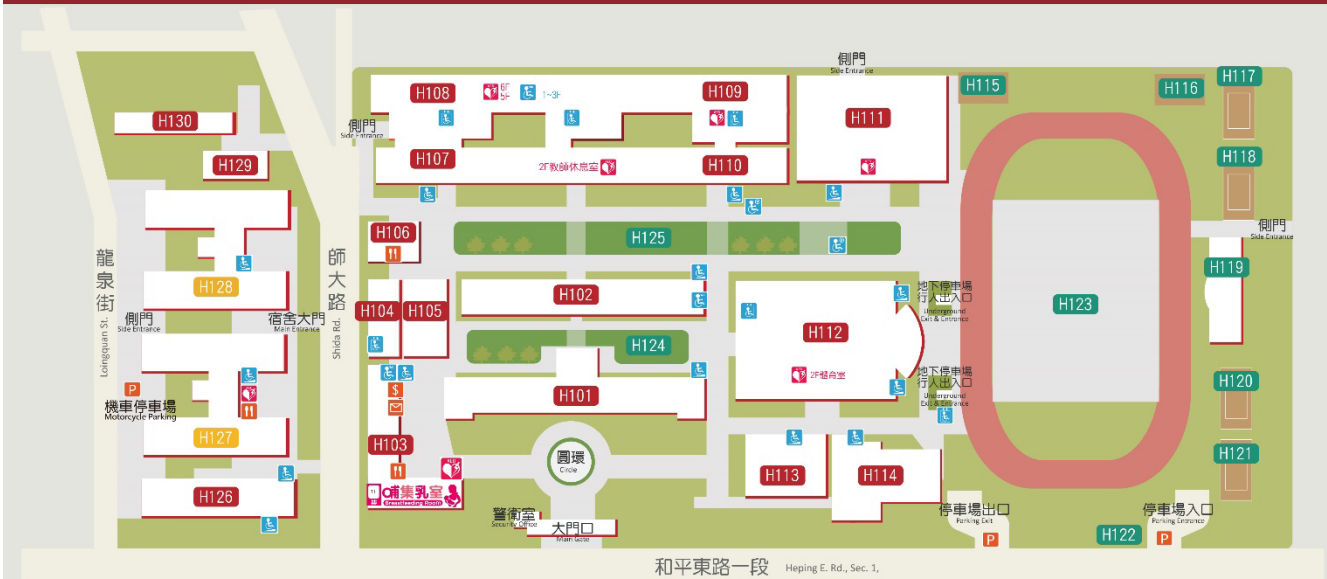 側門
Side Entrance
H108
6F
5F
1~3F
H109
H111
H115
H116
H117
H130
側門
Side Entrance
H129
H107
2F教師休息室
H110
H118
H106
H125
側門
Side Entrance
龍泉街
Loingquan St.
師大路
Shida Rd.
H128
H102
地下停車場
行人出入口
Underground
Exit & Entrance
H119
H123
側門
Side Entrance
宿舍大門
Main Entrance
H104
H105
H112
H124
2F體育室
地下停車場
行人出入口
Underground
Exit & Entrance
H120
P
機車停車場
Motorcycle Parking
$
H101
H127
H103
圓環
Circle
H113
H114
H121
H126
哺集乳室
Breastfeeding Room
警衛室
Security Office
大門口
Main Gate
停車場出口
Parking Exit
P
H122
停車場入口
Parking Entrance
P
和平東路一段 Heping E. Rd., Sec. 1,